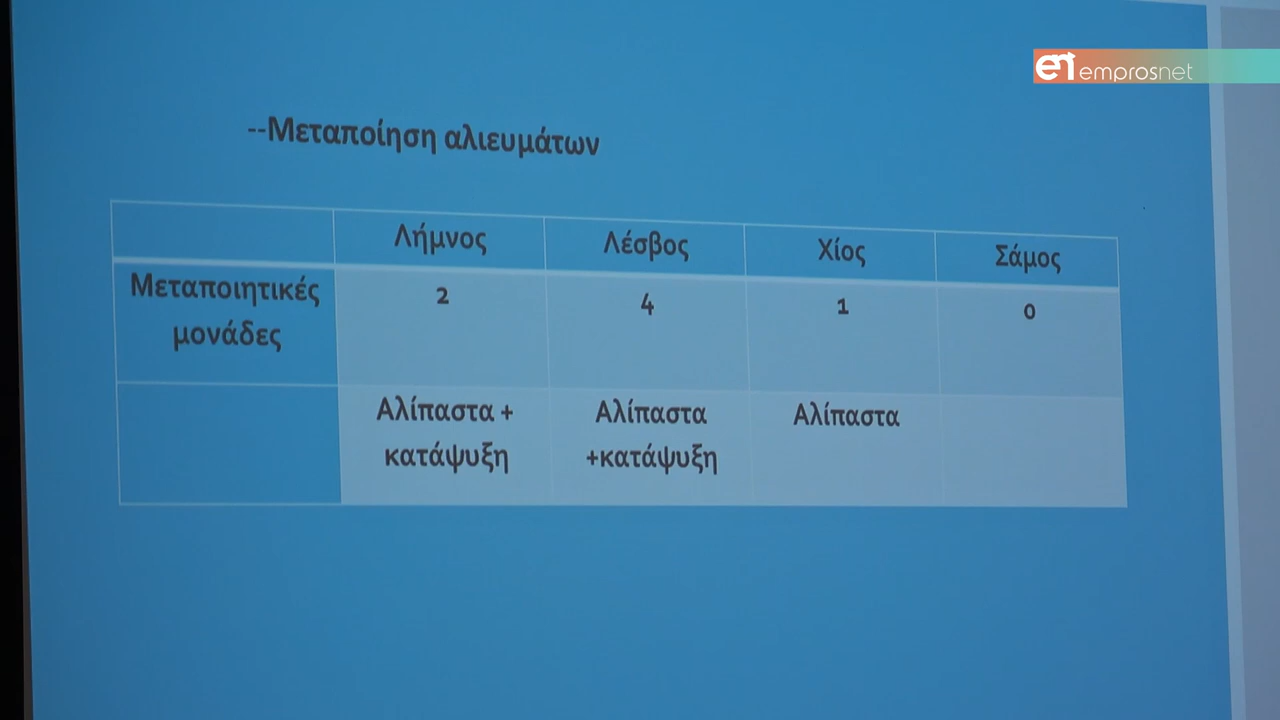 emprosnet
--Μεταποίηση αλιευμάτων
Λήμνος Λέσβος Χίος Σάμος
Μεταποιητικές μονάδες 2 4 1 0
Αλίπαστα + κατάψυξη Αλίπαστα +κατάψυξη Αλίπαστα